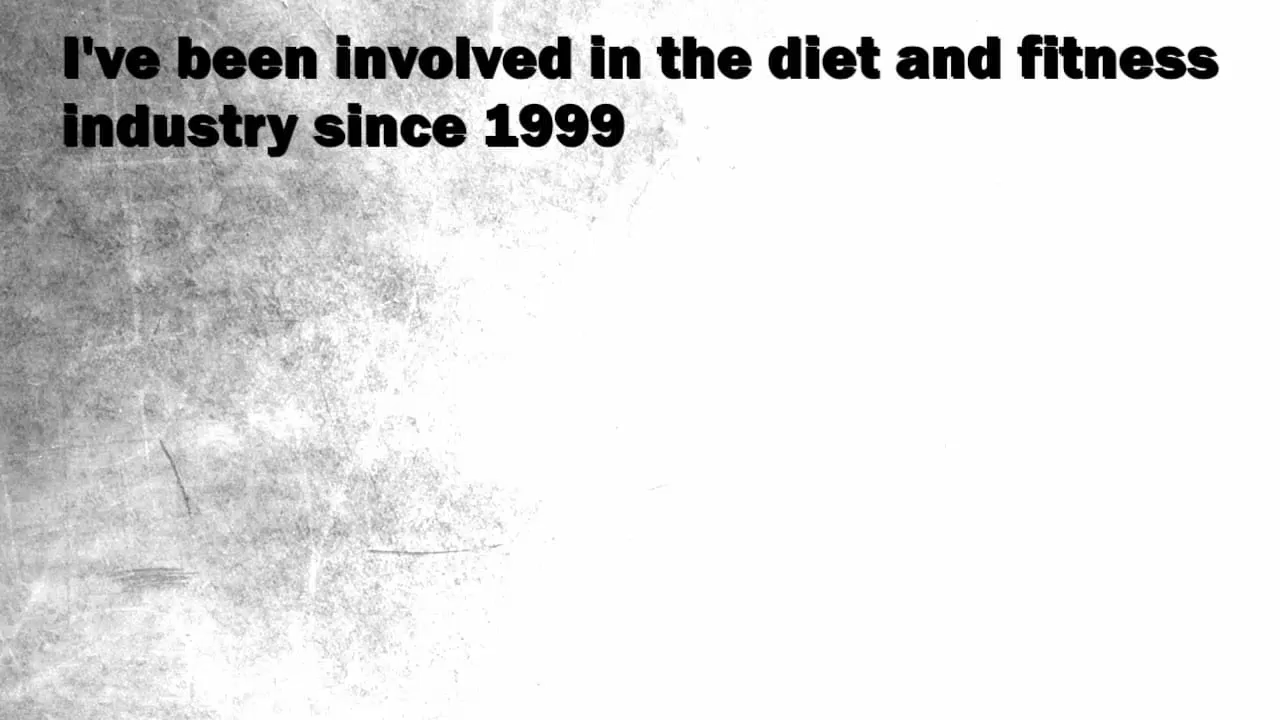 I've been involved in the diet and fitness
industry since 1999